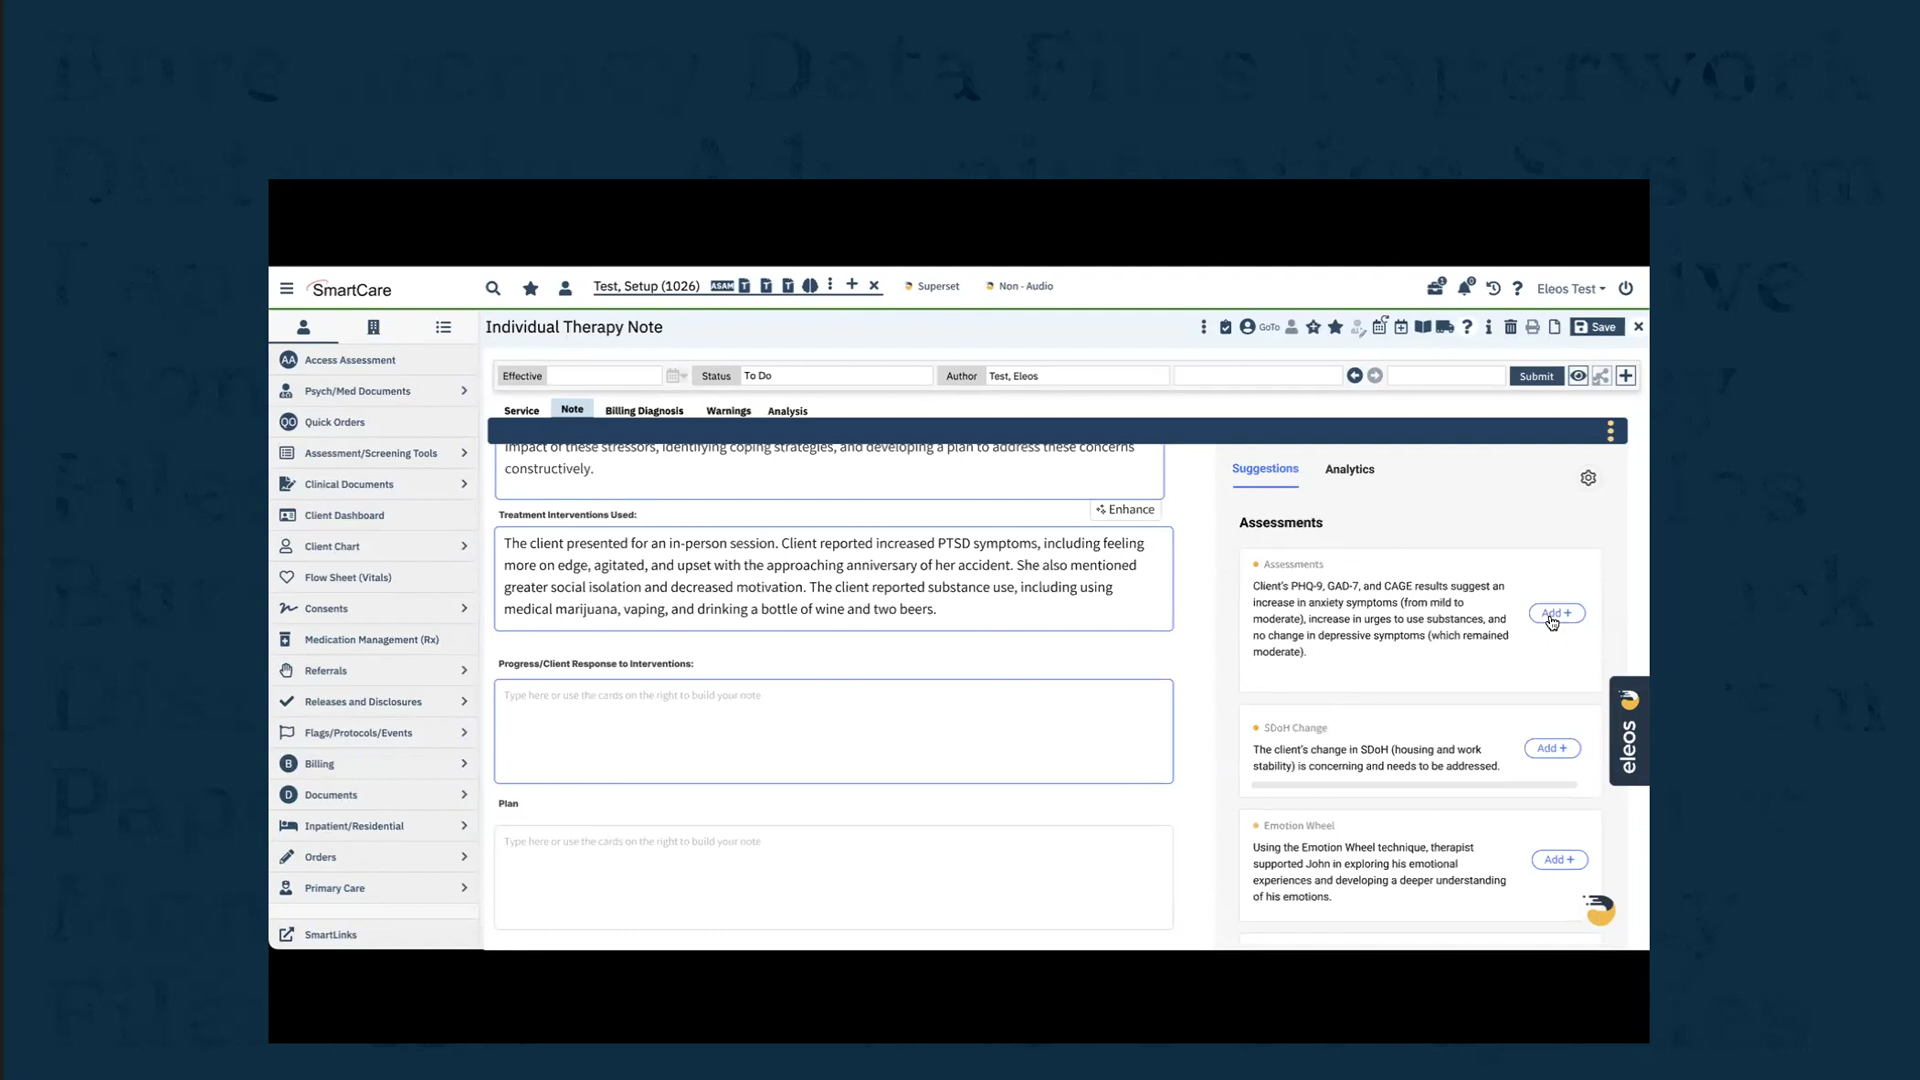 Data Files Paperwork
System
SmartCare
Test, Setup (1026)
ASAM
Superset
Non - Audio
Eleos Test
Individual Therapy Note
GoTo
Save
Effective
Status
To Do
Author
Test, Eleos
Submit
Service
Note
Billing Diagnosis
Warnings
Analysis
AA Access Assessment
Psych/Med Documents
QO Quick Orders
Assessment/Screening Tools
Clinical Documents
Client Dashboard
Client Chart
Flow Sheet (Vitals)
Consents
Medication Management (Rx)
Referrals
Releases and Disclosures
Flags/Protocols/Events
B Billing
D Documents
Inpatient/Residential
Orders
Primary Care
SmartLinks
impact of these stressors, identifying coping strategies, and developing a plan to address these concerns
constructively.
Enhance
Treatment Interventions Used:
The client presented for an in-person session. Client reported increased PTSD symptoms, including feeling
more on edge, agitated, and upset with the approaching anniversary of her accident. She also mentioned
greater social isolation and decreased motivation. The client reported substance use, including using
medical marijuana, vaping, and drinking a bottle of wine and two beers.
Progress/Client Response to Interventions:
Type here or use the cards on the right to build your note
Plan
Type here or use the cards on the right to build your note
Suggestions
Analytics
Assessments
Assessments
Client's PHQ-9, GAD-7, and CAGE results suggest an
increase in anxiety symptoms (from mild to
moderate), increase in urges to use substances, and
no change in depressive symptoms (which remained
moderate).
Add +
SDoH Change
The client's change in SDoH (housing and work
stability) is concerning and needs to be addressed.
Add +
Emotion Wheel
Using the Emotion Wheel technique, therapist
supported John in exploring his emotional
experiences and developing a deeper understanding
of his emotions.
Add +
eleos